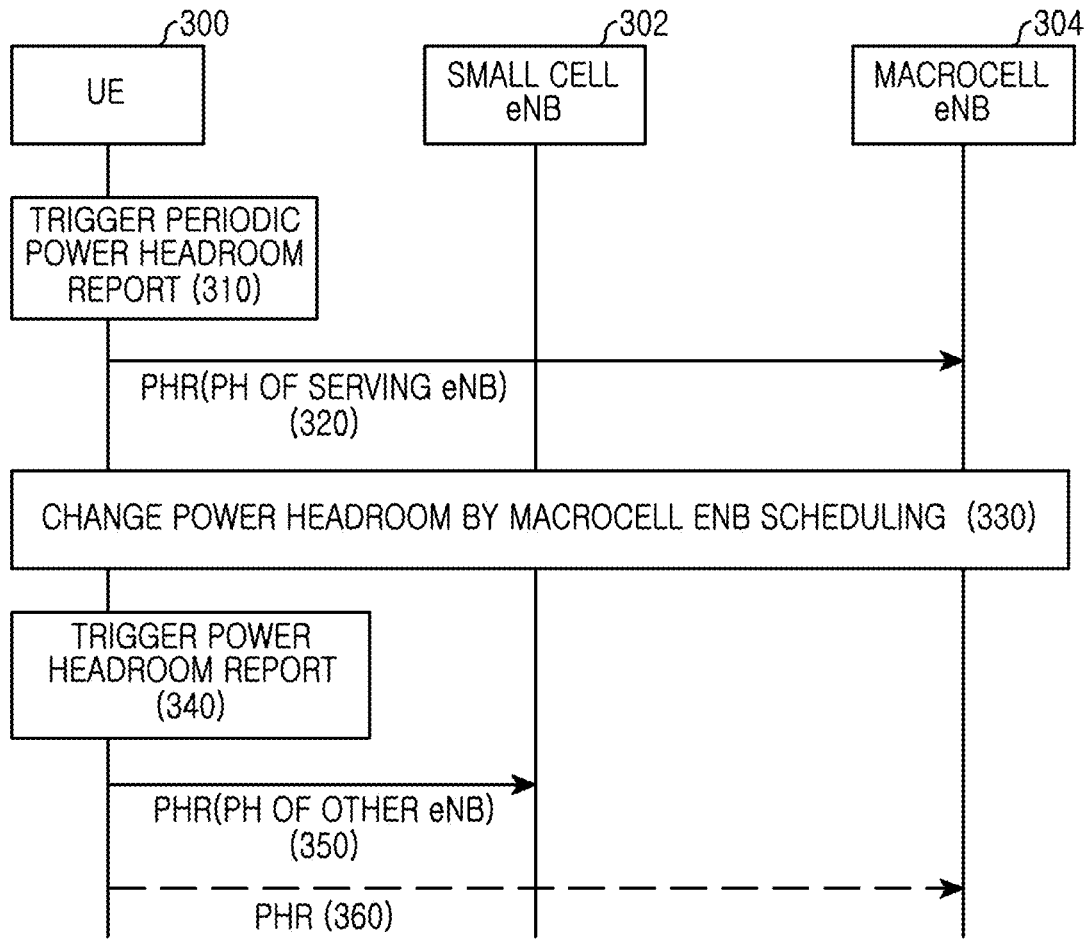 300
302
304
UE
SMALL CELL
eNB
MACROCELL
eNB
TRIGGER PERIODIC
POWER HEADROOM
REPORT (310)
PHR(PH OF SERVING eNB)
(320)
CHANGE POWER HEADROOM BY MACROCELL ENB SCHEDULING (330)
TRIGGER POWER
HEADROOM REPORT
(340)
PHR(PH OF OTHER eNB)
(350)
PHR (360)